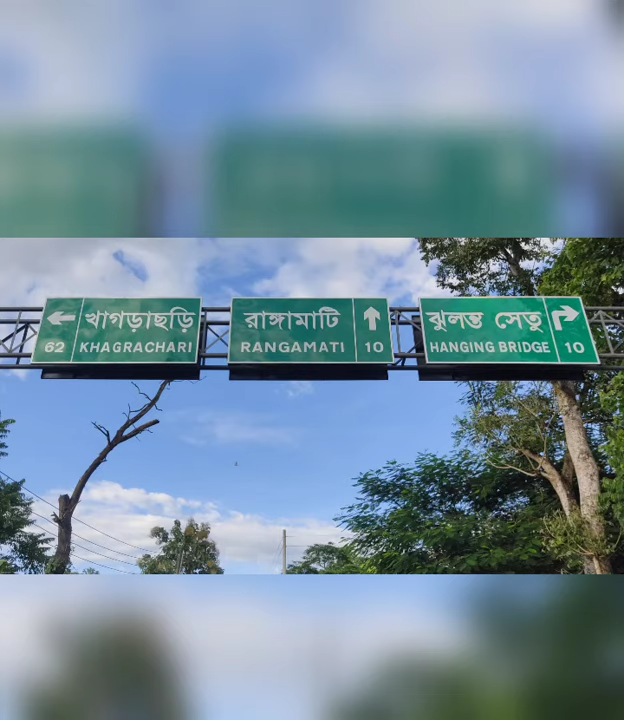 খাগড়াছড়ি
62 KHAGRACHARI
রাঙ্গামাটি
RANGAMATI 10
ঝুলন্ত সেতু
HANGING BRIDGE 10